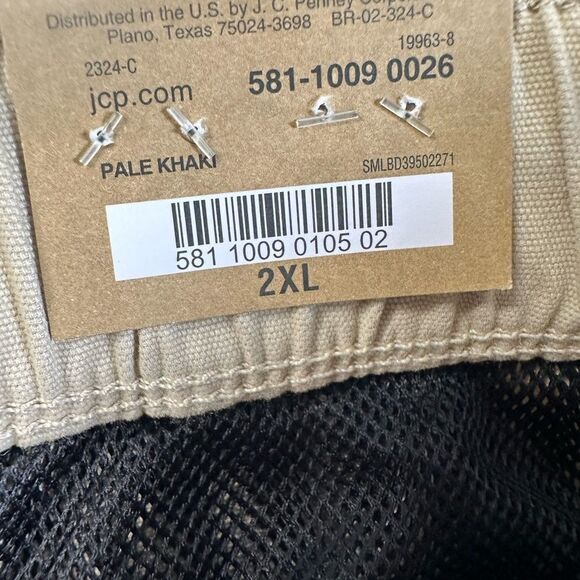 Distributed in the U.S. by J. C. Penney
Plano, Texas 75024-3698 BR-02-324-C
2324-C 19963-8
jcp.com 581-1009 0026
PALE KHAKI SMLBD39502271
581 1009 0105 02
2XL